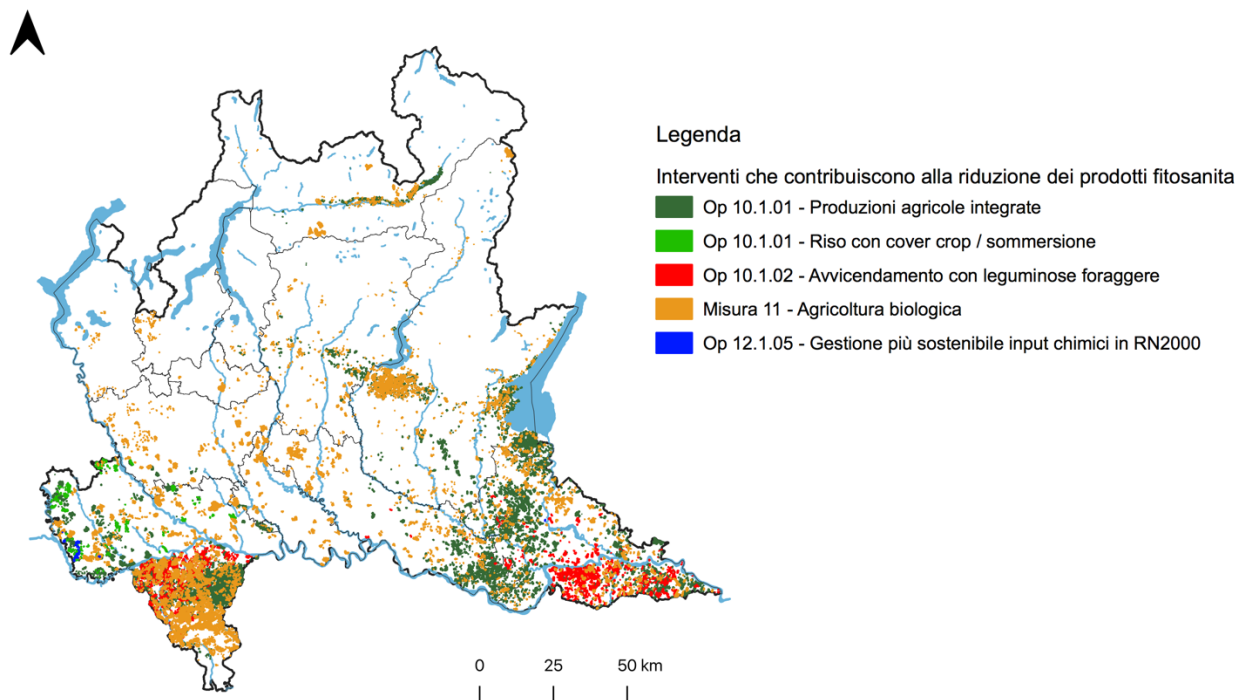 Legenda
Interventi che contribuiscono alla riduzione dei prodotti fitosanita
Op 10.1.01 - Produzioni agricole integrate
Op 10.1.01 - Riso con cover crop / sommersione
Op 10.1.02 - Avvicendamento con leguminose foraggere
Misura 11 - Agricoltura biologica
Op 12.1.05 - Gestione più sostenibile input chimici in RN2000
0 25 50 km